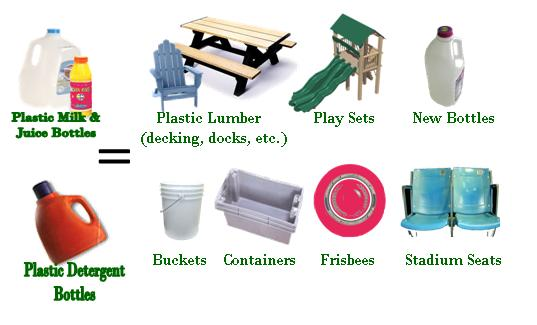 Plastic Milk &
Juice Bottles
Plastic Lumber
(decking, docks, etc.)
Play Sets
New Bottles
=
Plastic Detergent
Bottles
Buckets
Containers
Frisbees
Stadium Seats